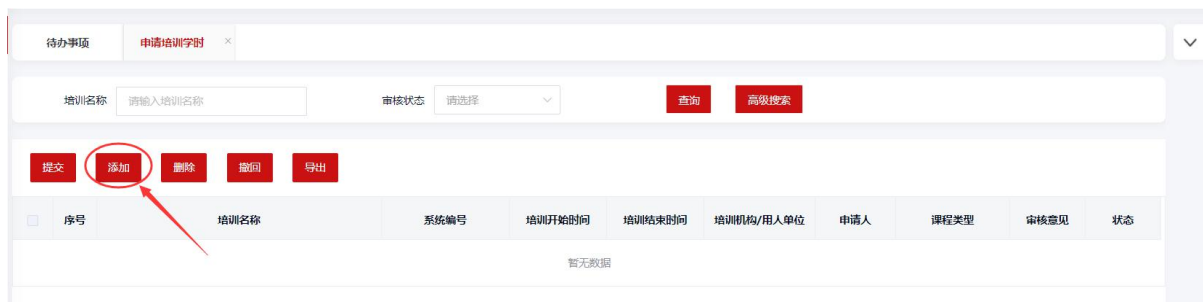 待办事项 申请培训学时 ×
培训名称 请输入培训名称 审核状态 请选择 查询 高级搜索
提交 添加 删除 撤回 导出
序号 培训名称 系统编号 培训开始时间 培训结束时间 培训机构/用人单位 申请人 课程类型 审核意见 状态
暂无数据